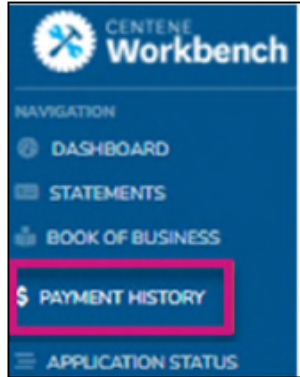 CENTENE
Workbench
NAVIGATION
DASHBOARD
STATEMENTS
BOOK OF BUSINESS
$ PAYMENT HISTORY
APPLICATION STATUS